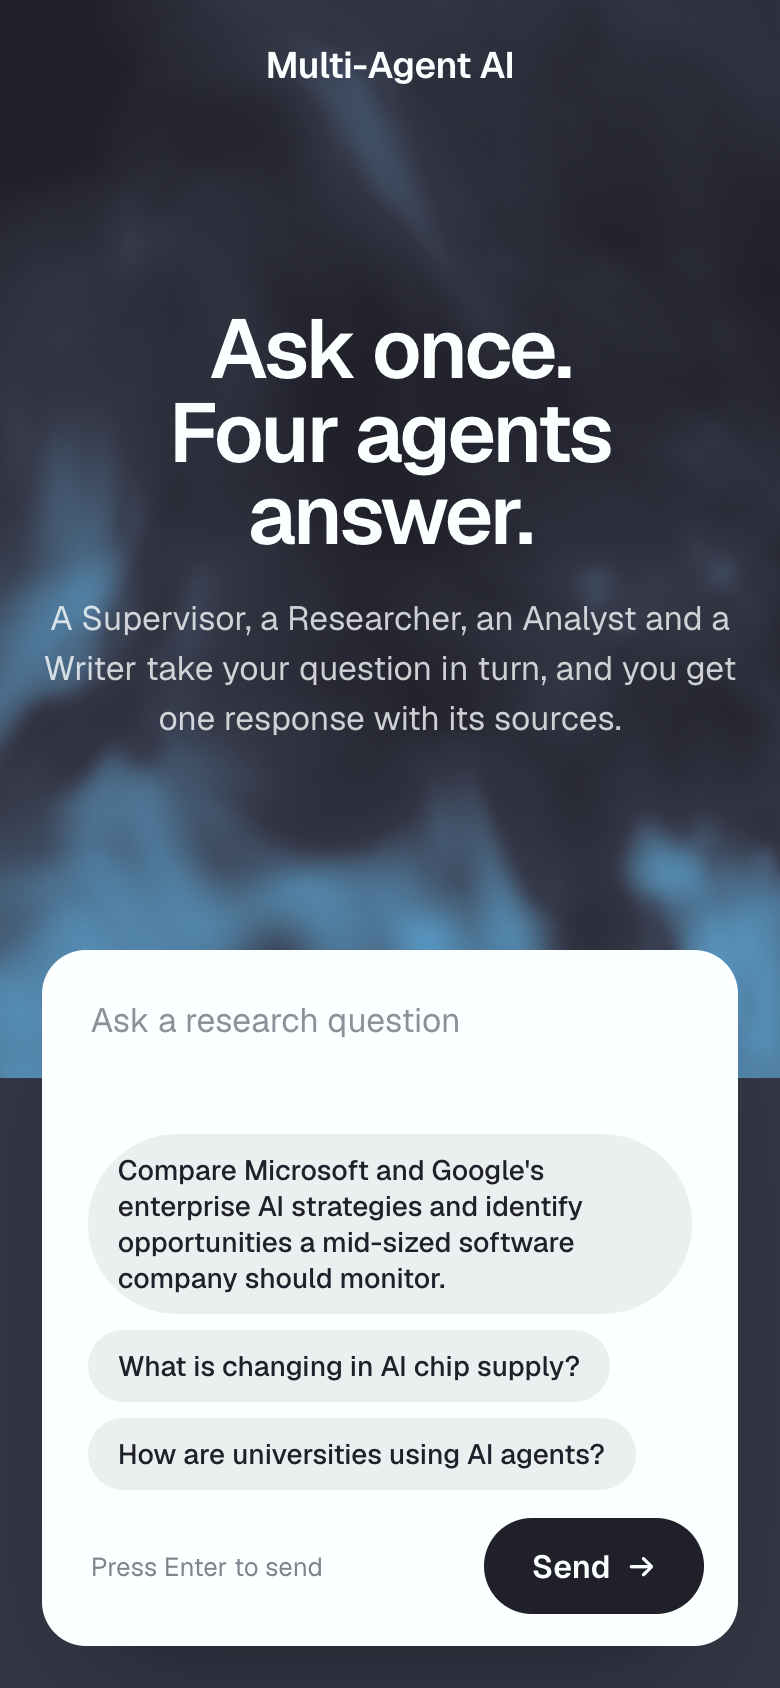 Multi-Agent AI
Ask once.
Four agents
answer.
A Supervisor, a Researcher, an Analyst and a
Writer take your question in turn, and you get
one response with its sources.
Ask a research question
Compare Microsoft and Google's
enterprise AI strategies and identify
opportunities a mid-sized software
company should monitor.
What is changing in AI chip supply?
How are universities using AI agents?
Press Enter to send
Send →